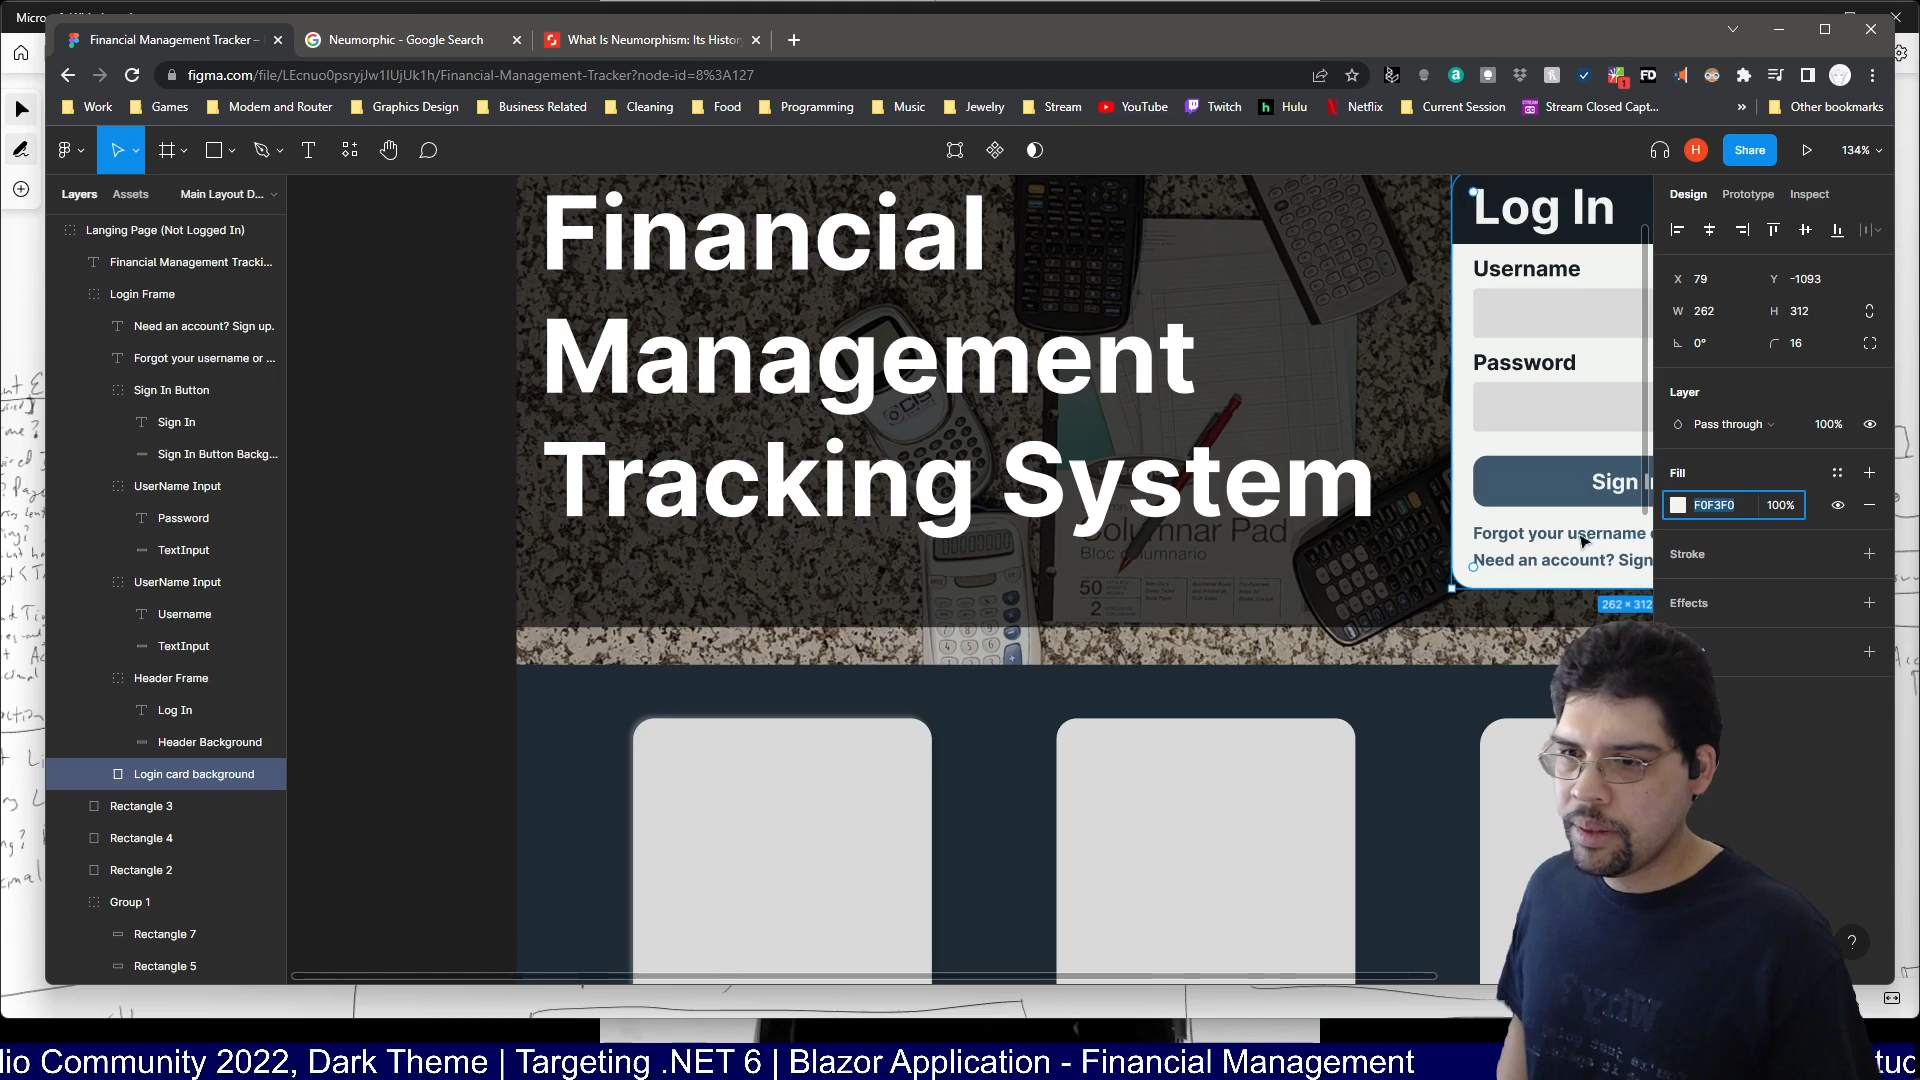 Financial Management Tracker –
Neumorphic - Google Search
What Is Neumorphism: Its Histor
figma.com/file/LEcnuo0psryjJw1IUjUk1h/Financial-Management-Tracker?node-id=8%3A127
Work
Games
Modem and Router
Graphics Design
Business Related
Cleaning
Food
Programming
Music
Jewelry
Stream
YouTube
Twitch
Hulu
Netflix
Current Session
Stream Closed Capt...
»
Other bookmarks
H
Share
134%
Layers
Assets
Main Layout D...
Design
Prototype
Inspect
Langing Page (Not Logged In)
Financial Management Tracki...
Login Frame
Need an account? Sign up.
Forgot your username or ...
Sign In Button
Sign In
Sign In Button Backg...
UserName Input
Password
TextInput
UserName Input
Username
TextInput
Header Frame
Log In
Header Background
Login card background
Rectangle 3
Rectangle 4
Rectangle 2
Group 1
Rectangle 7
Rectangle 5
Financial
Management
Tracking System
Columnar Pad
Bloc columnario
50
2
Log In
Username
Password
Sign I
Forgot your username
Need an account? Sign
262 × 312
X 79
Y -1093
W 262
H 312
0°
16
Layer
Pass through
100%
Fill
F0F3F0
100%
Stroke
Effects
?
lio Community 2022, Dark Theme | Targeting .NET 6 | Blazor Application - Financial Management